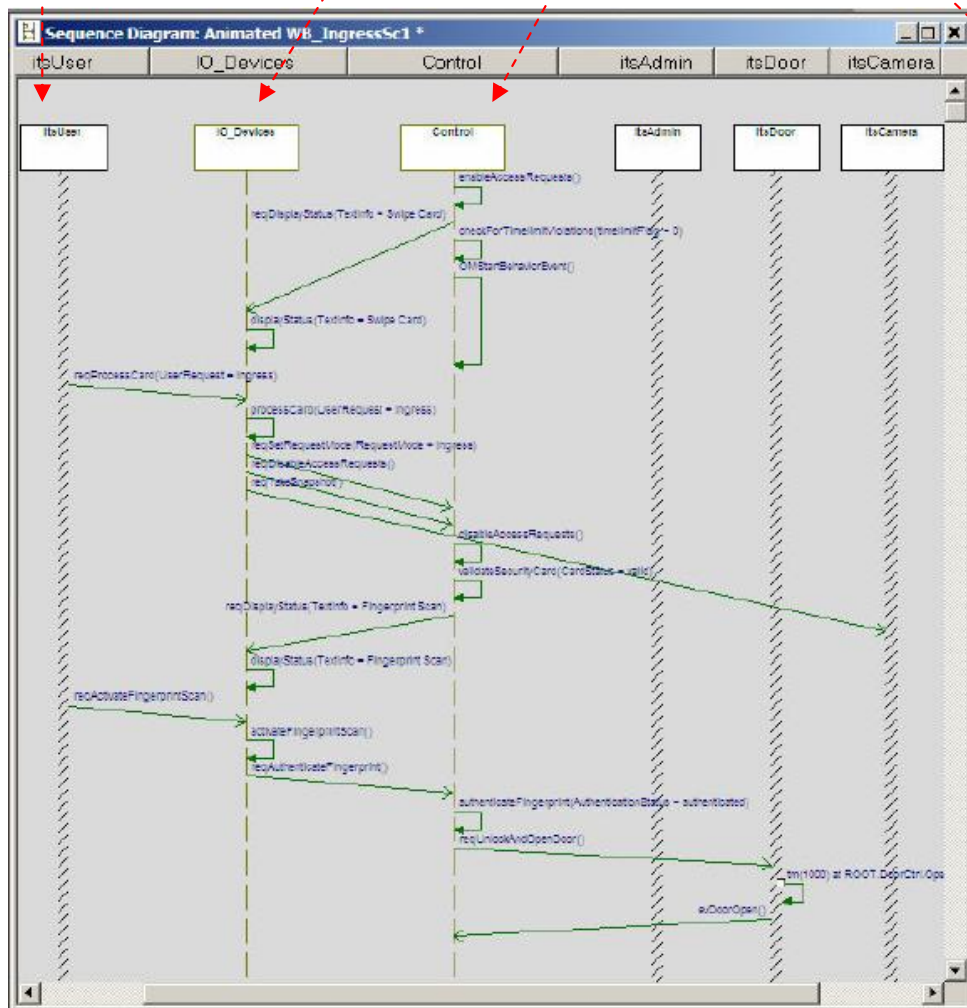 Sequence Diagram: Animated WB_IngressSc1 *
itsUser IO_Devices Control itsAdmin itsDoor itsCamera
itsUser IO_Devices Control itsAdmin itsDoor itsCamera
enableAccessRequests()
reqDisplayStatus(TextInfo = Swipe Card)
checkForTimelimitViolations(timelimitFlag = 0)
OMStartBehaviorEvent()
displayStatus(TextInfo = Swipe Card)
reqProcessCard(UserRequest = Ingress)
processCard(UserRequest = Ingress)
reqSetRequestMode(RequestMode = Ingress)
reqDisableAccessRequests()
reqTakeSnapshot()
disableAccessRequests()
validateSecurityCard(CardStatus = valid)
reqDisplayStatus(TextInfo = Fingerprint Scan)
displayStatus(TextInfo = Fingerprint Scan)
reqActivateFingerprintScan()
activateFingerprintScan()
reqAuthenticateFingerprint()
authenticateFingerprint(AuthenticationStatus = authenticated)
reqUnlockAndOpenDoor()
tm(1000) at ROOT.DoorCtrl.Ope
evDoorOpen()